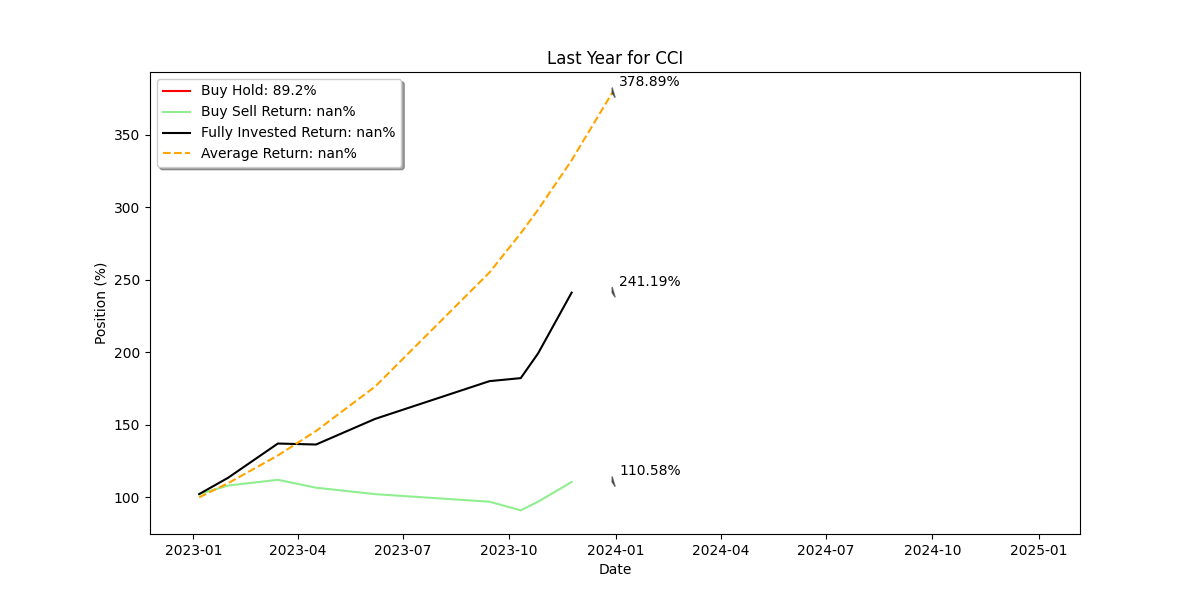 Last Year for CCI
Buy Hold: 89.2%
Buy Sell Return: nan%
Fully Invested Return: nan%
Average Return: nan%
378.89%
241.19%
110.58%
350
300
250
200
150
100
Position (%)
2023-01 2023-04 2023-07 2023-10 2024-01 2024-04 2024-07 2024-10 2025-01
Date